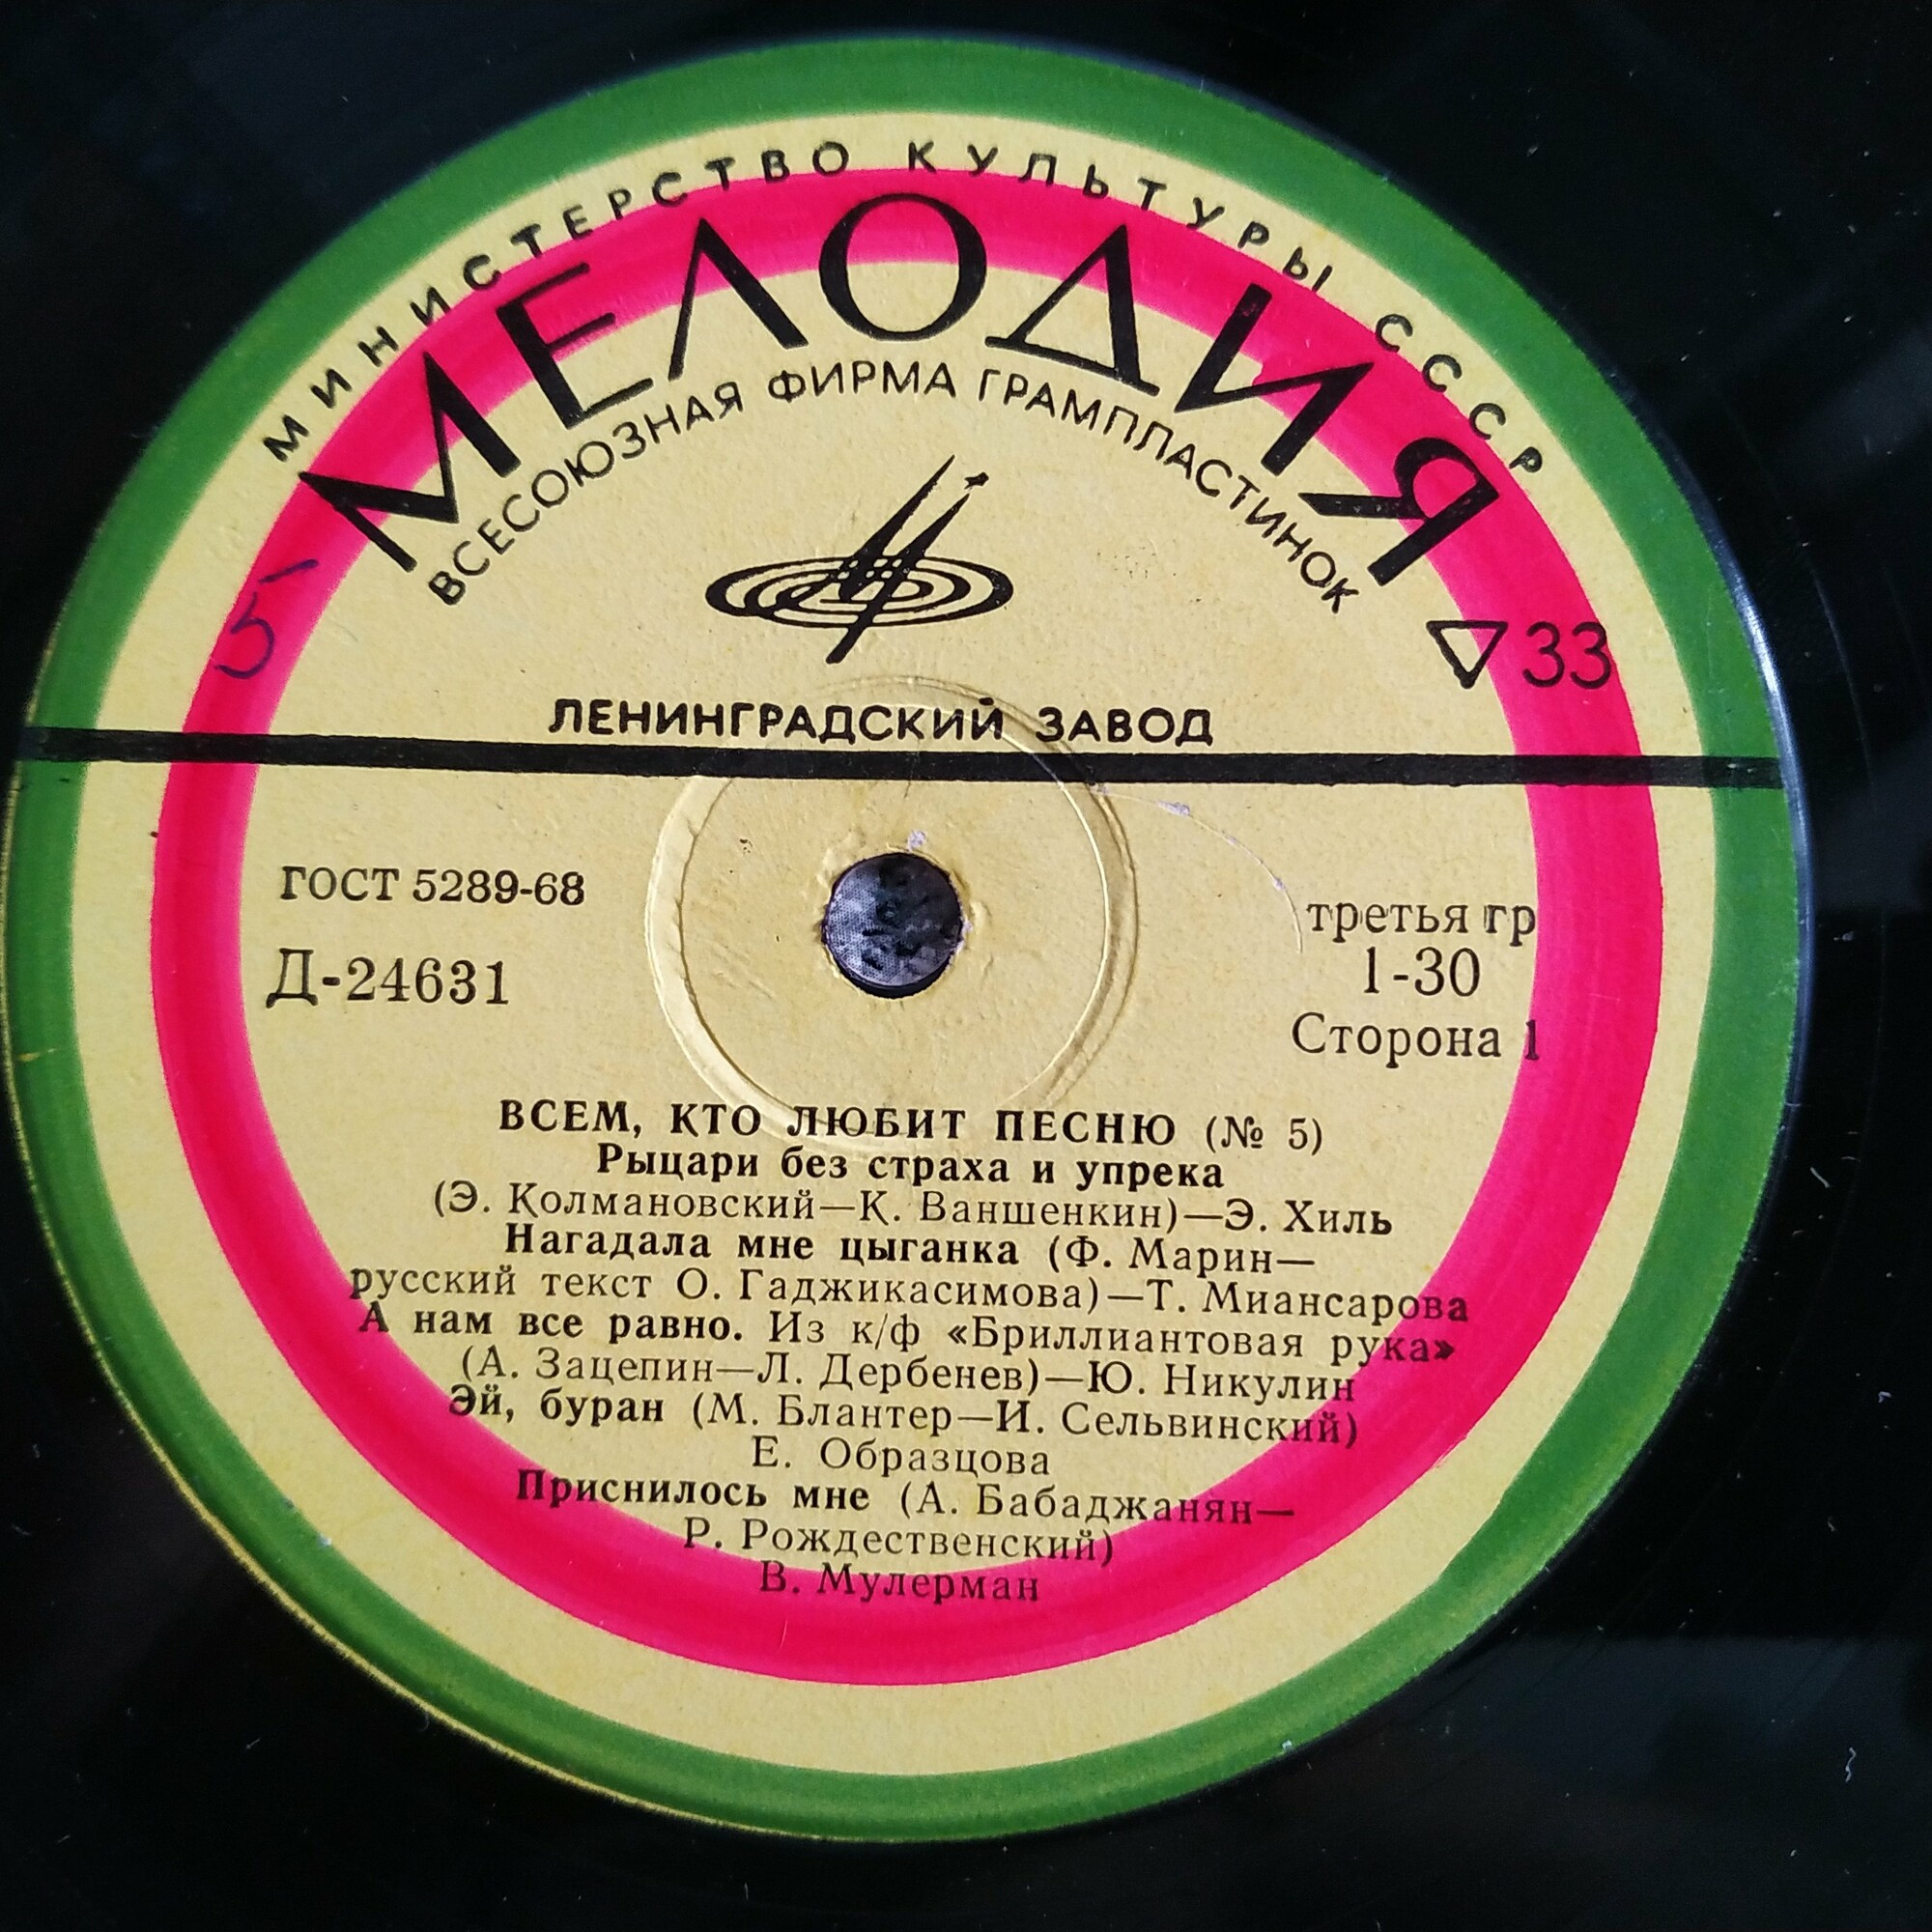 МИНИСТЕРСТВО КУЛЬТУРЫ СССР
МЕЛОДИЯ
ВСЕСОЮЗНАЯ ФИРМА ГРАМПЛАСТИНОК
5
33
ЛЕНИНГРАДСКИЙ ЗАВОД
ГОСТ 5289-68
Д-24631
третья гр
1-30
Сторона 1
ВСЕМ, КТО ЛЮБИТ ПЕСНЮ (№ 5)
Рыцари без страха и упрека
(Э. Колмановский—К. Ваншенкин)—Э. Хиль
Нагадала мне цыганка (Ф. Марин—
русский текст О. Гаджикасимова)—Т. Миансарова
А нам все равно. Из к/ф «Бриллиантовая рука»
(А. Зацепин—Л. Дербенев)—Ю. Никулин
Эй, буран (М. Блантер—И. Сельвинский)
Е. Образцова
Приснилось мне (А. Бабаджанян—
Р. Рождественский)
В. Мулерман